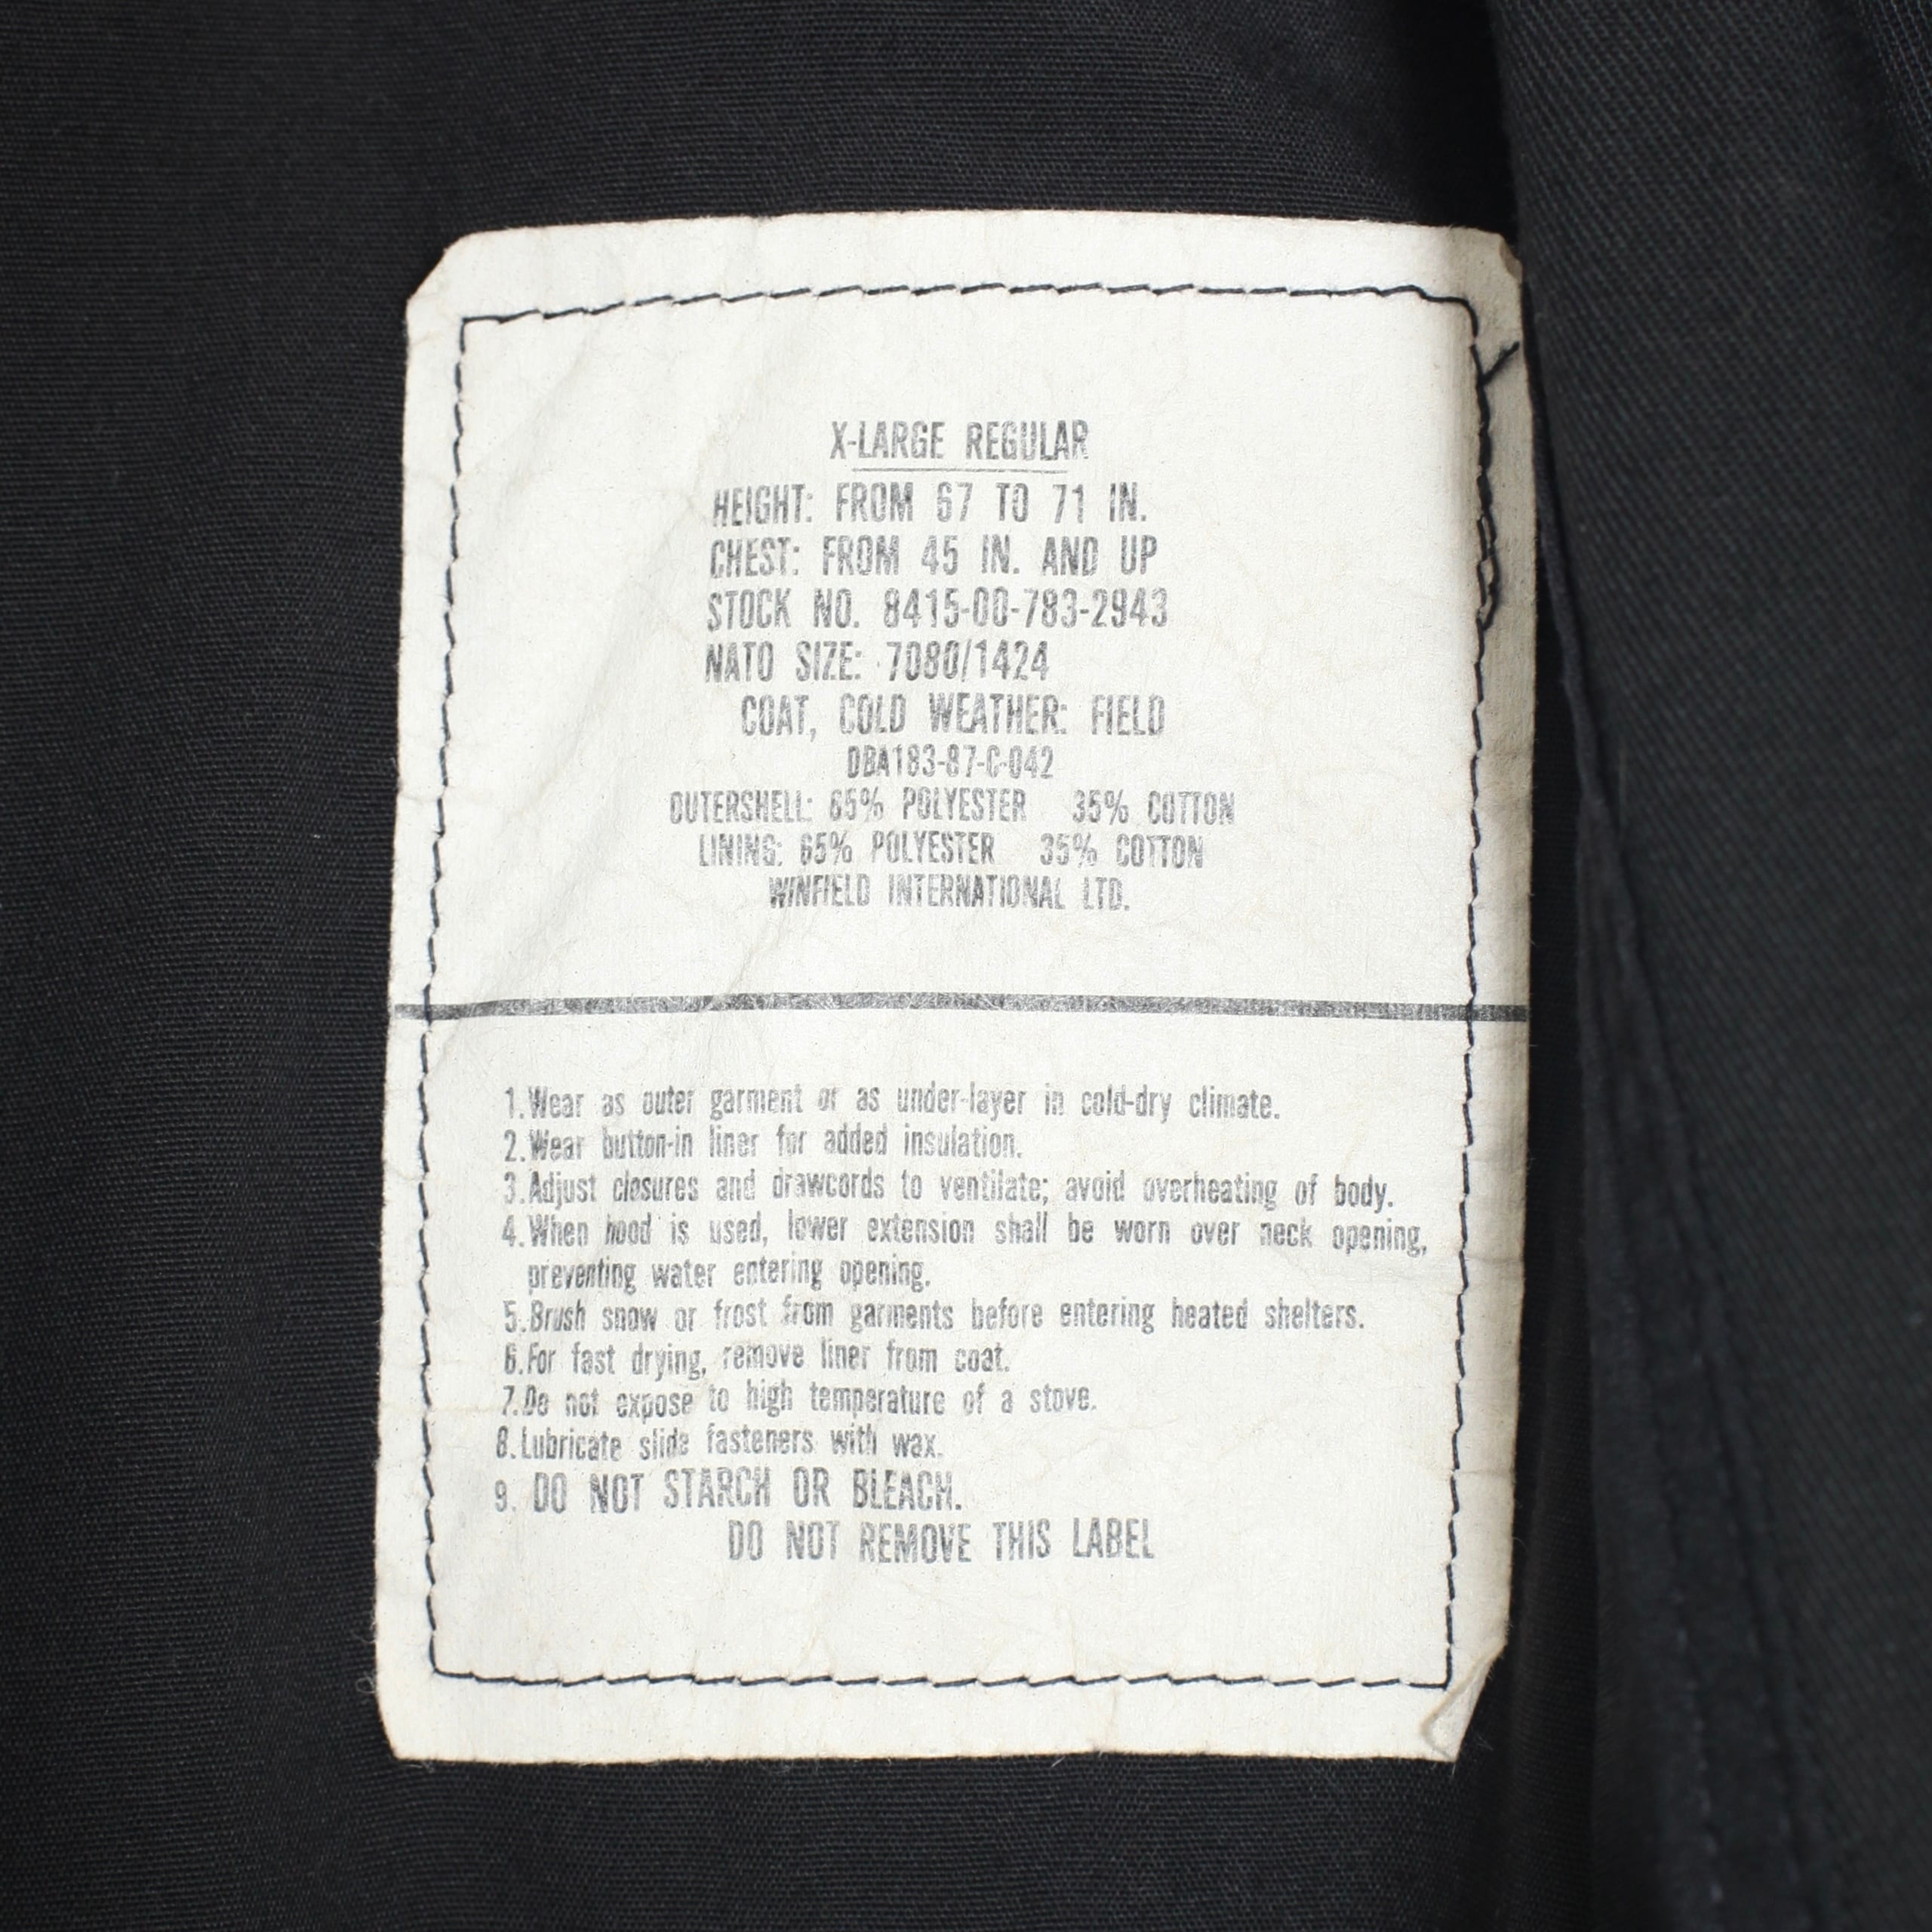 X-LARGE REGULAR
HEIGHT: FROM 67 TO 71 IN.
CHEST: FROM 45 IN. AND UP
STOCK NO. 8415-00-783-2943
NATO SIZE: 7080/1424
COAT, COLD WEATHER: FIELD
DBA183-87-C-042
OUTERSHELL: 65% POLYESTER 35% COTTON
LINING: 65% POLYESTER 35% COTTON
WINFIELD INTERNATIONAL LTD.
1. Wear as outer garment or as under-layer in cold-dry climate.
2. Wear button-in liner for added insulation.
3. Adjust closures and drawcords to ventilate; avoid overheating of body.
4. When hood is used, lower extension shall be worn over neck opening,
preventing water entering opening.
5. Brush snow or frost from garments before entering heated shelters.
6. For fast drying, remove liner from coat.
7. Do not expose to high temperature of a stove.
8. Lubricate slide fasteners with wax.
9. DO NOT STARCH OR BLEACH.
DO NOT REMOVE THIS LABEL